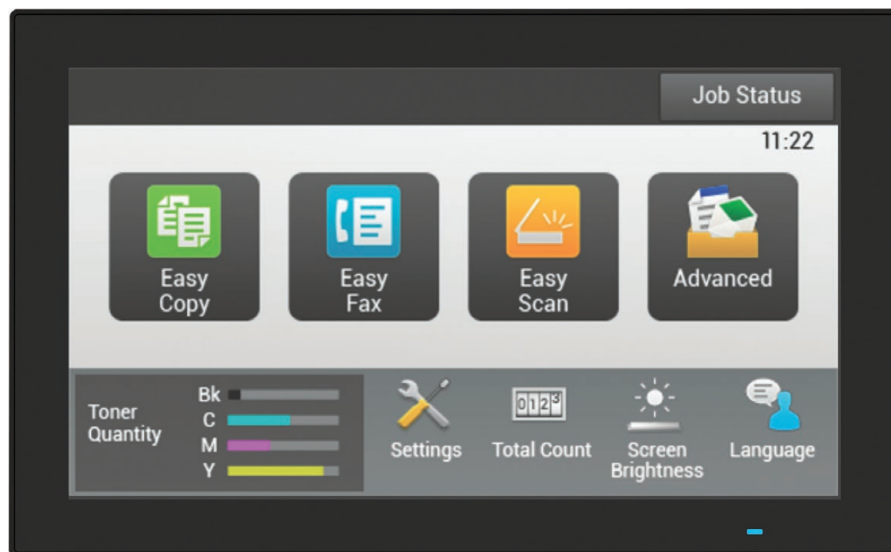 Job Status
11:22
Easy
Copy
Easy
Fax
Easy
Scan
Advanced
Toner
Quantity
Bk
C
M
Y
Settings
0123
Total Count
Screen
Brightness
Language